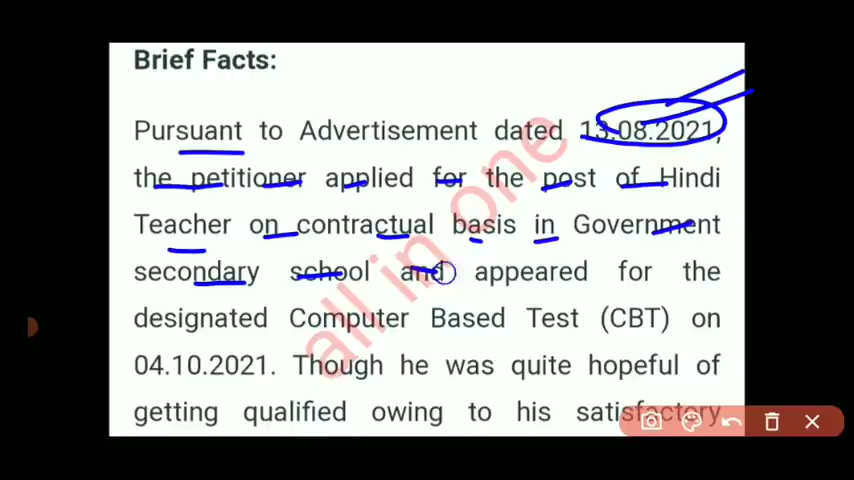 Brief Facts:
Pursuant to Advertisement dated 13.08.2021,
the petitioner applied for the post of Hindi
Teacher on contractual basis in Government
secondary school and appeared for the
designated Computer Based Test (CBT) on
04.10.2021. Though he was quite hopeful of
getting qualified owing to his satisfactory
all in one